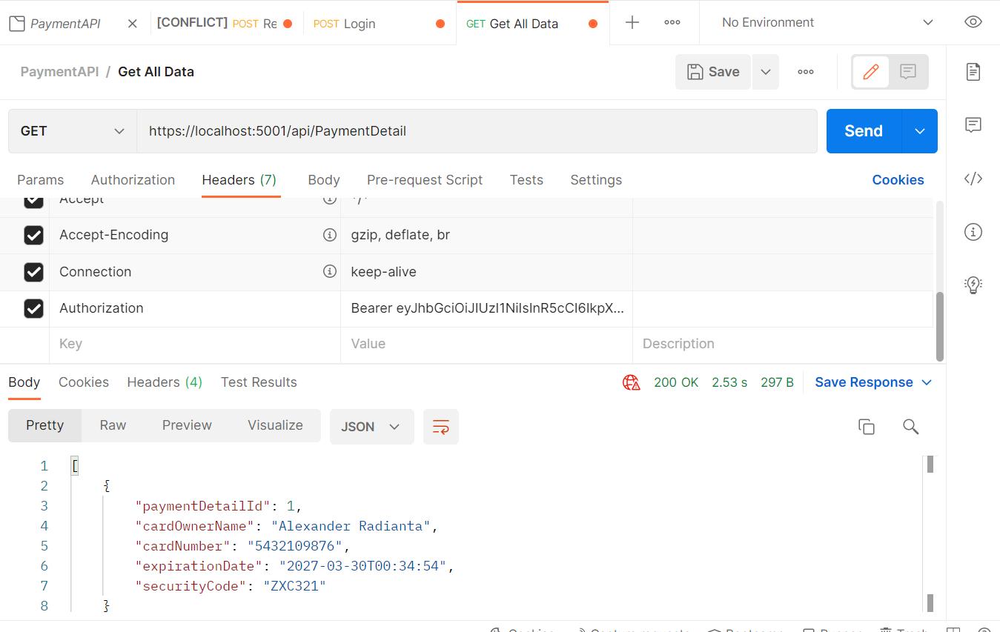 PaymentAPI [CONFLICT] POST Re POST Login GET Get All Data No Environment
PaymentAPI / Get All Data Save
GET https://localhost:5001/api/PaymentDetail Send
Params Authorization Headers (7) Body Pre-request Script Tests Settings Cookies
Accept */*
Accept-Encoding gzip, deflate, br
Connection keep-alive
Authorization Bearer eyJhbGciOiJIUzI1NiIsInR5cCI6IkpX...
Key Value Description
Body Cookies Headers (4) Test Results 200 OK 2.53 s 297 B Save Response
Pretty Raw Preview Visualize JSON
1 [
2 {
3 "paymentDetailId": 1,
4 "cardOwnerName": "Alexander Radianta",
5 "cardNumber": "5432109876",
6 "expirationDate": "2027-03-30T00:34:54",
7 "securityCode": "ZXC321"
8 }